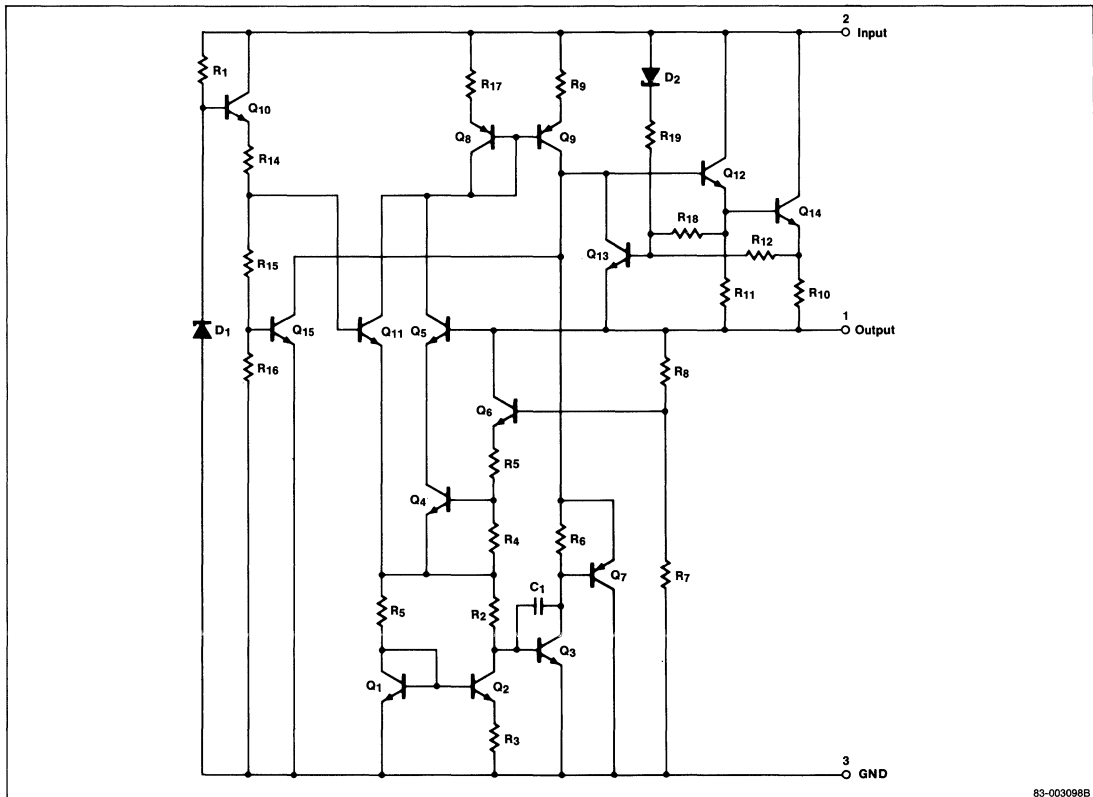 2
Input
R1
R17
R9
D2
Q10
Q8
Q9
R19
R14
Q12
Q14
R18
R12
Q13
R15
R11
R10
1
D1
Q15
Q11
Q5
Output
R16
R8
Q6
R5
Q4
R4
R6
Q7
R7
C1
R5
R2
Q3
Q1
Q2
R3
3
GND
83-003098B